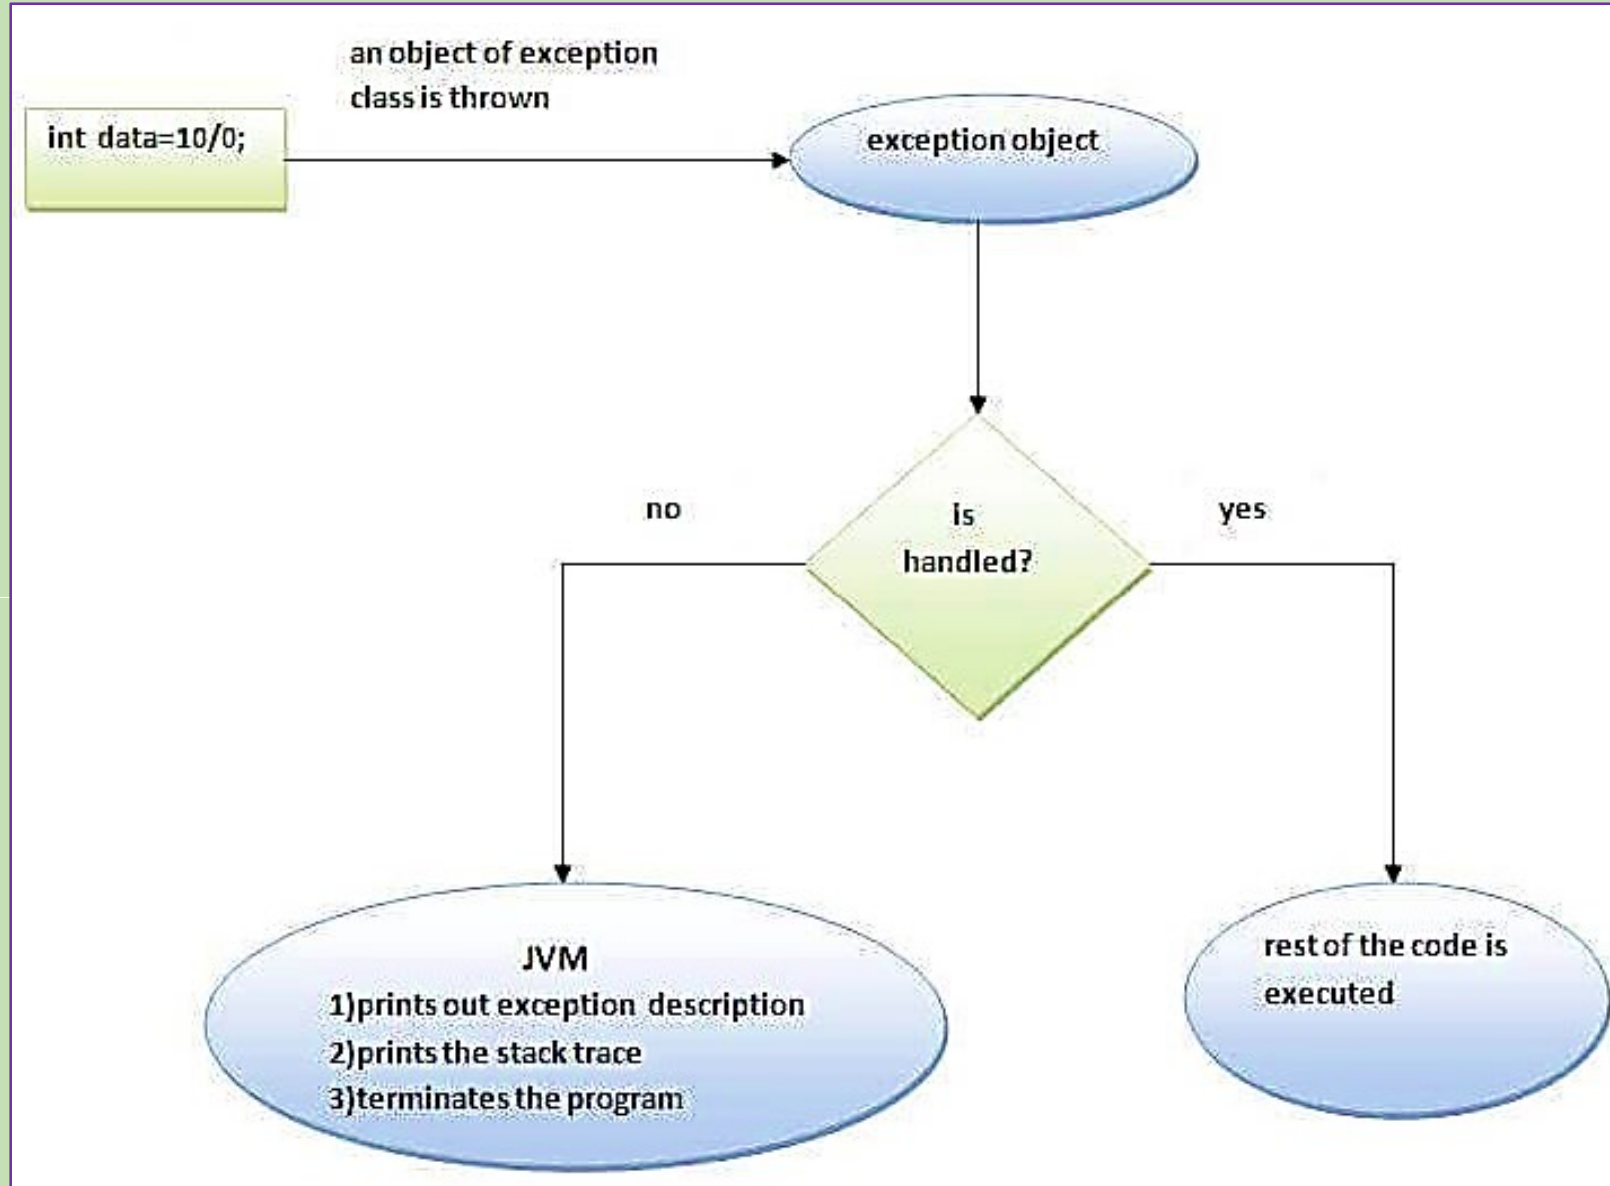 an object of exception
class is thrown
int data=10/0;
exception object
no
is
handled?
yes
JVM
1)prints out exception description
2)prints the stack trace
3)terminates the program
rest of the code is
executed